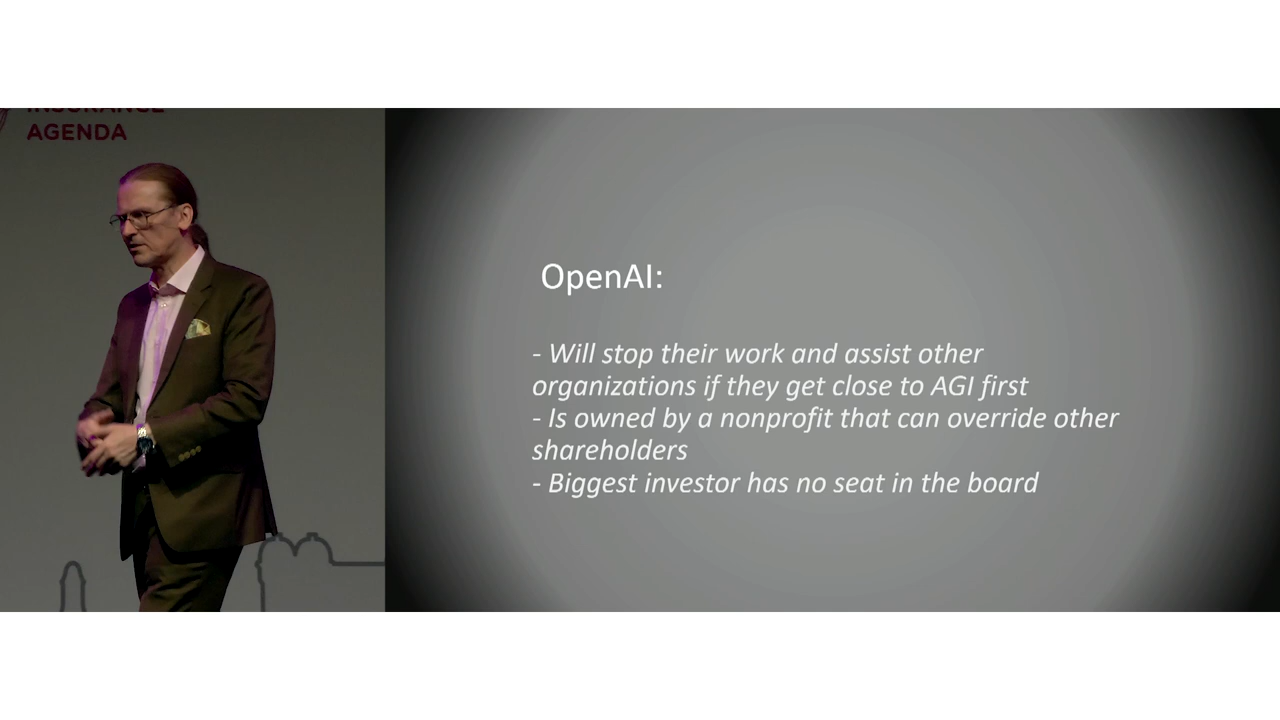 INSURANCE
AGENDA
OpenAI:
- Will stop their work and assist other
organizations if they get close to AGI first
- Is owned by a nonprofit that can override other
shareholders
- Biggest investor has no seat in the board